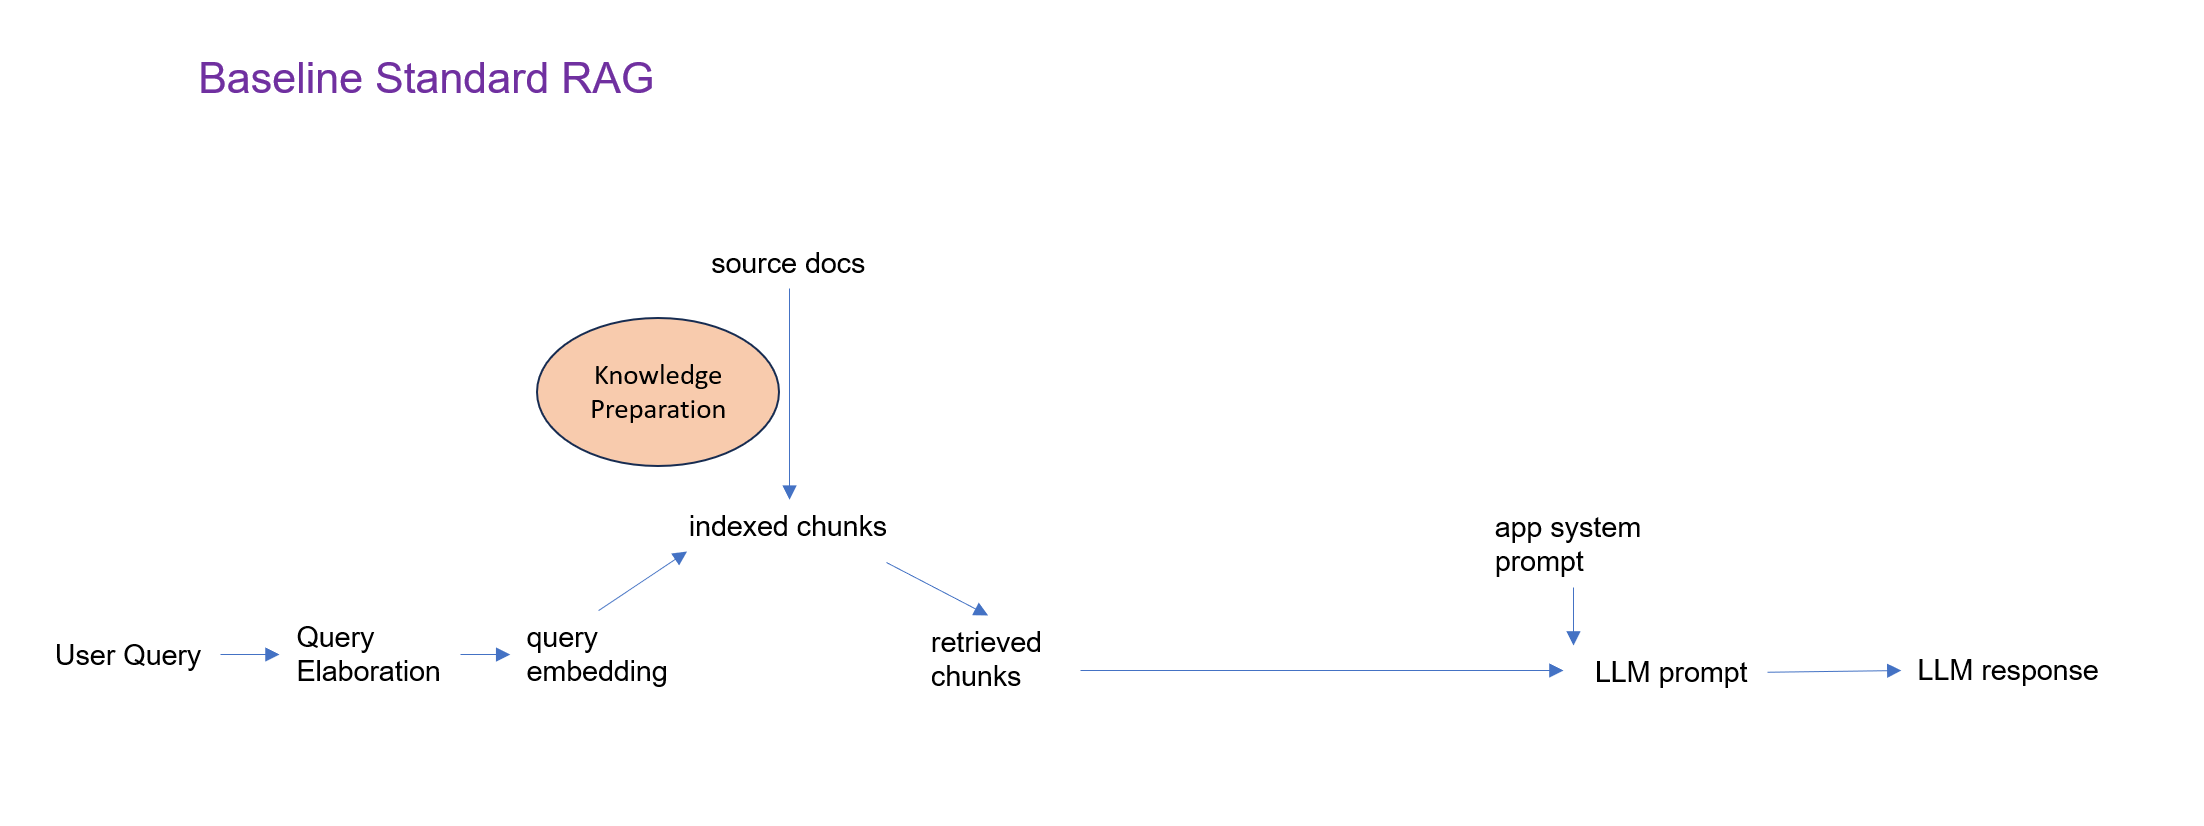 Baseline Standard RAG
source docs
Knowledge
Preparation
indexed chunks
app system
prompt
User Query
Query
Elaboration
query
embedding
retrieved
chunks
LLM prompt
LLM response